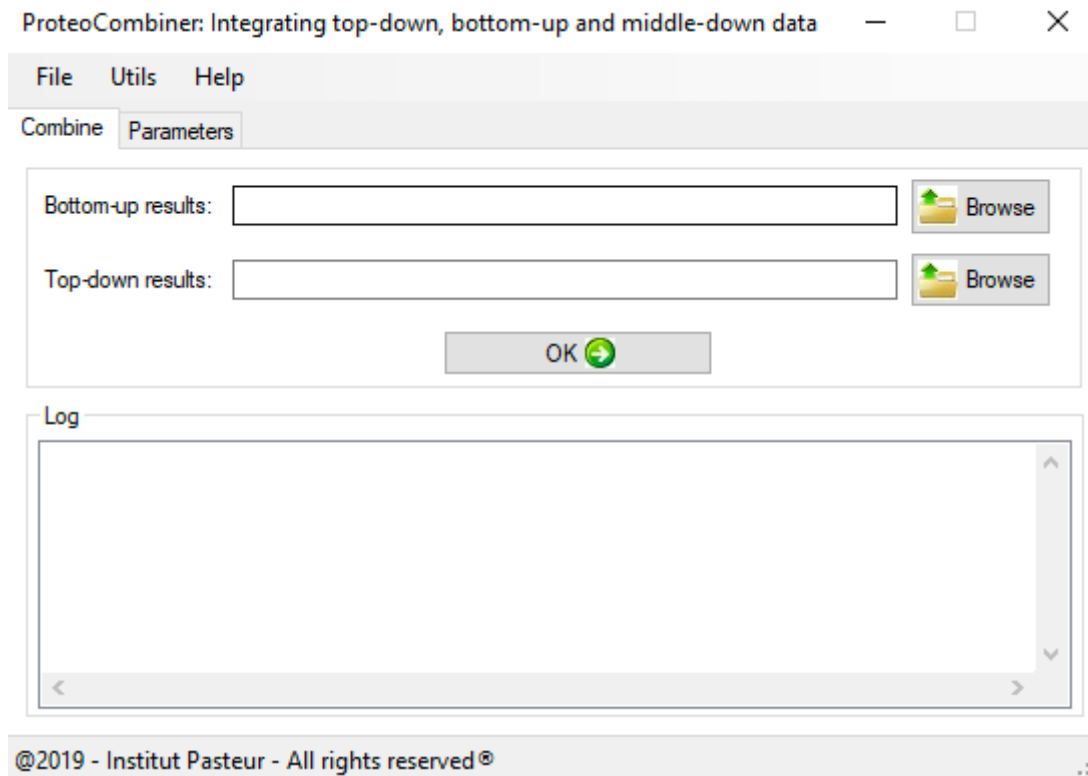 ProteoCombiner: Integrating top-down, bottom-up and middle-down data
File Utils Help
Combine Parameters
Bottom-up results: Browse
Top-down results: Browse
OK
Log
@2019 - Institut Pasteur - All rights reserved®